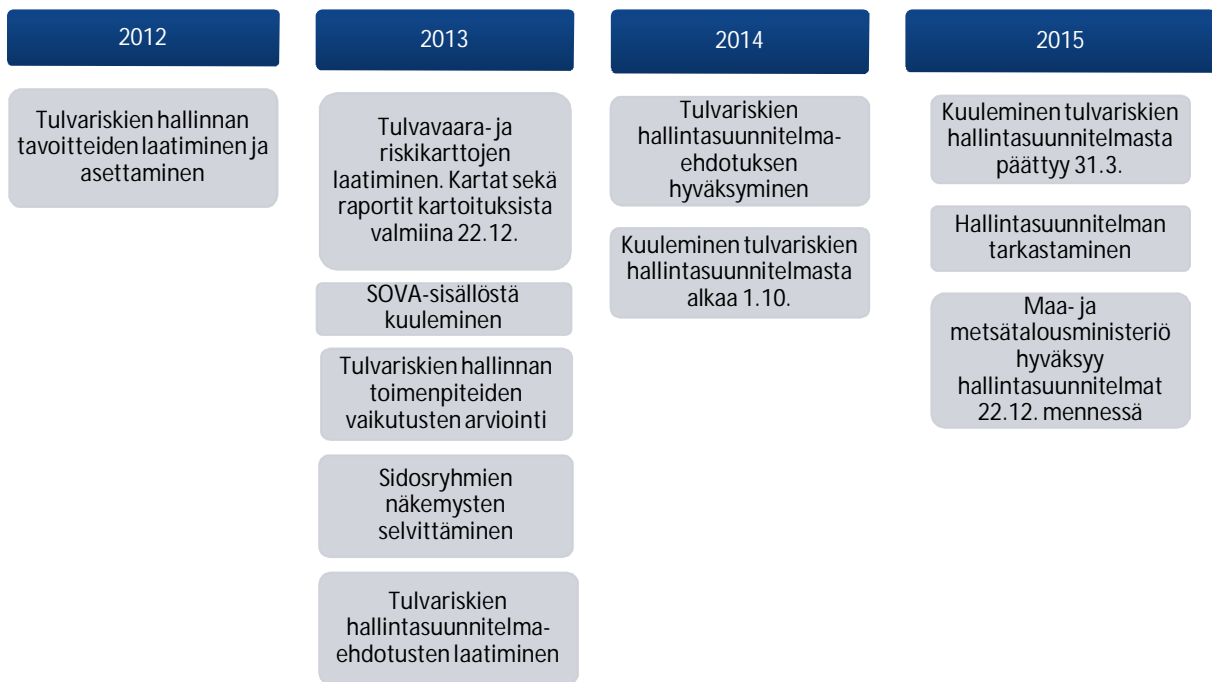 2012
Tulvariskien hallinnan
tavoitteiden laatiminen ja
asettaminen
2013
Tulvavaara- ja
riskikarttojen
laatiminen. Kartat sekä
raportit kartoituksista
valmiina 22.12.
SOVA-sisällöstä
kuuleminen
Tulvariskien hallinnan
toimenpiteiden
vaikutusten arviointi
Sidosryhmien
näkemysten
selvittäminen
Tulvariskien
hallintasuunnitelma-
ehdotusten laatiminen
2014
Tulvariskien
hallintasuunnitelma-
ehdotuksen
hyväksyminen
Kuuleminen tulvariskien
hallintasuunnitelmasta
alkaa 1.10.
2015
Kuuleminen tulvariskien
hallintasuunnitelmasta
päättyy 31.3.
Hallintasuunnitelman
tarkastaminen
Maa- ja
metsätalousministeriö
hyväksyy
hallintasuunnitelmat
22.12. mennessä